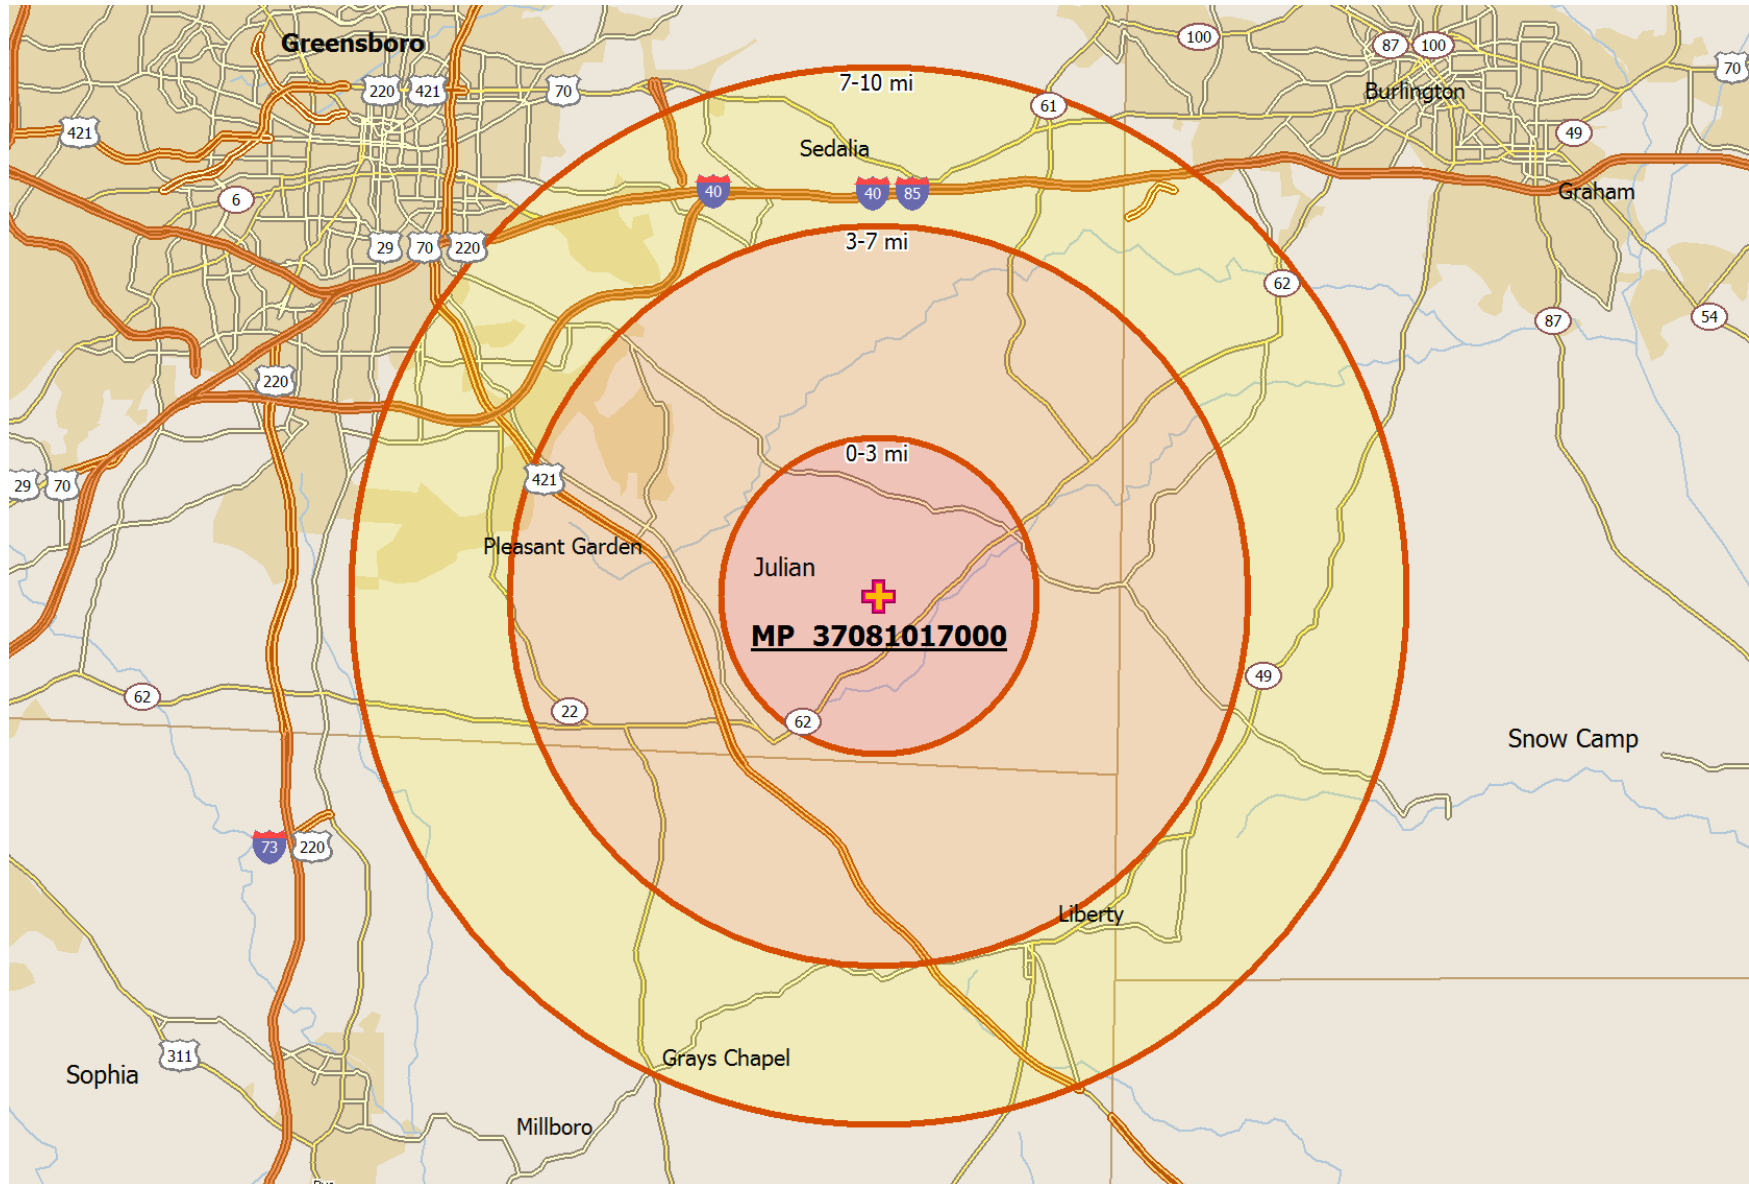 Greensboro
7-10 mi
100
87
100
70
220
421
70
Burlington
61
421
49
Sedalia
40
40
85
Graham
6
29
70
220
3-7 mi
62
87
54
220
0-3 mi
421
29
70
Pleasant Garden
Julian
MP 37081017000
49
62
22
62
Snow Camp
73
220
Liberty
311
Grays Chapel
Sophia
Millboro